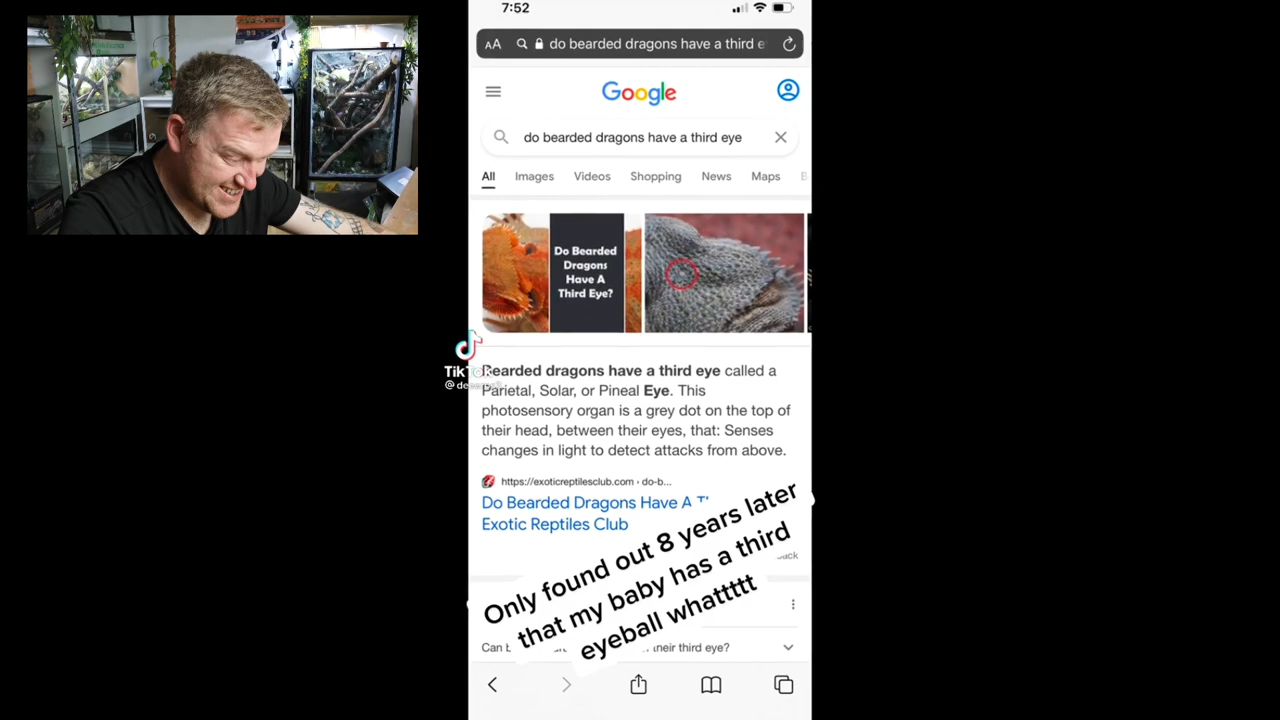 7:52
AA
do bearded dragons have a third e
Google
do bearded dragons have a third eye
All Images Videos Shopping News Maps
Do Bearded
Dragons
Have A
Third Eye?
Bearded dragons have a third eye called a
Parietal, Solar, or Pineal Eye. This
photosensory organ is a grey dot on the top of
their head, between their eyes, that: Senses
changes in light to detect attacks from above.
TikTok
https://exoticreptilesclub.com › do-b...
Do Bearded Dragons Have A
Exotic Reptiles Club
Only found out 8 years later
that my baby has a third
eyeball whattttt
their third eye?